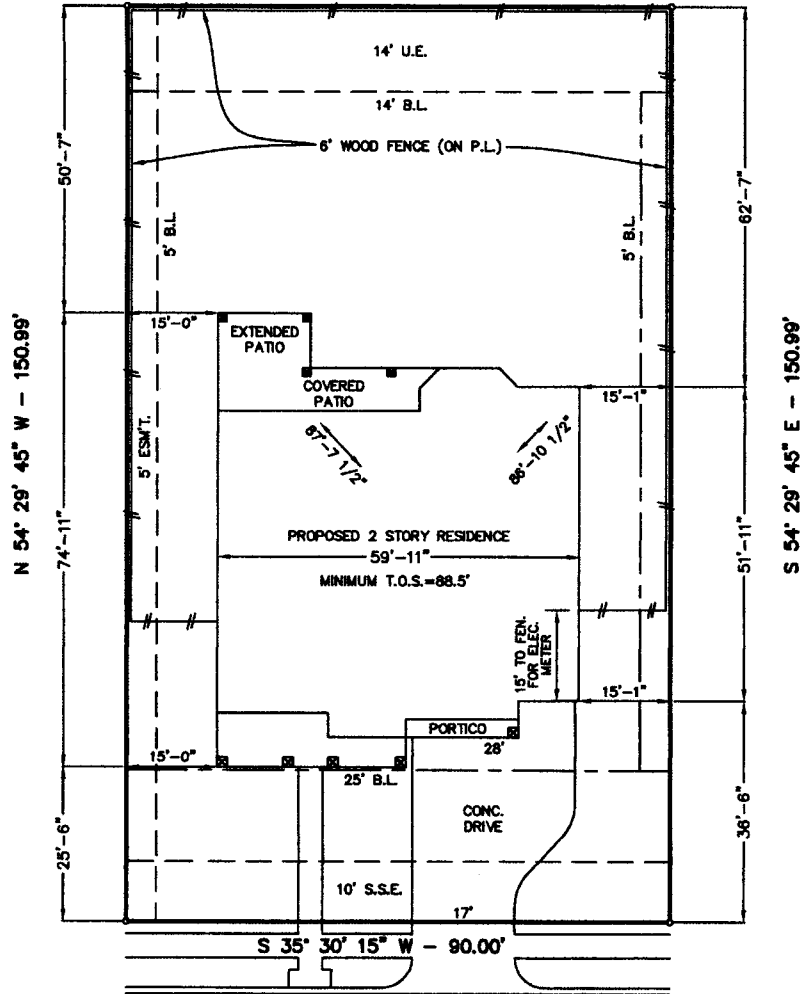 14' U.E.
14' B.L.
6' WOOD FENCE (ON P.L.)
50'-7"
62'-7"
5' B.L.
5' B.L.
N 54° 29' 45" W - 150.99'
S 54° 29' 45" E - 150.99'
15'-0"
EXTENDED
PATIO
COVERED
PATIO
15'-1"
67'-7 1/2"
66'-10 1/2"
5' ESM'T.
74'-11"
51'-11"
PROPOSED 2 STORY RESIDENCE
59'-11"
MINIMUM T.O.S.=88.5'
15' TO FEN.
FOR ELEC.
METER
15'-1"
PORTICO
28'
15'-0"
25' B.L.
25'-6"
36'-6"
CONC.
DRIVE
10' S.S.E.
17'
S 35° 30' 15" W - 90.00'